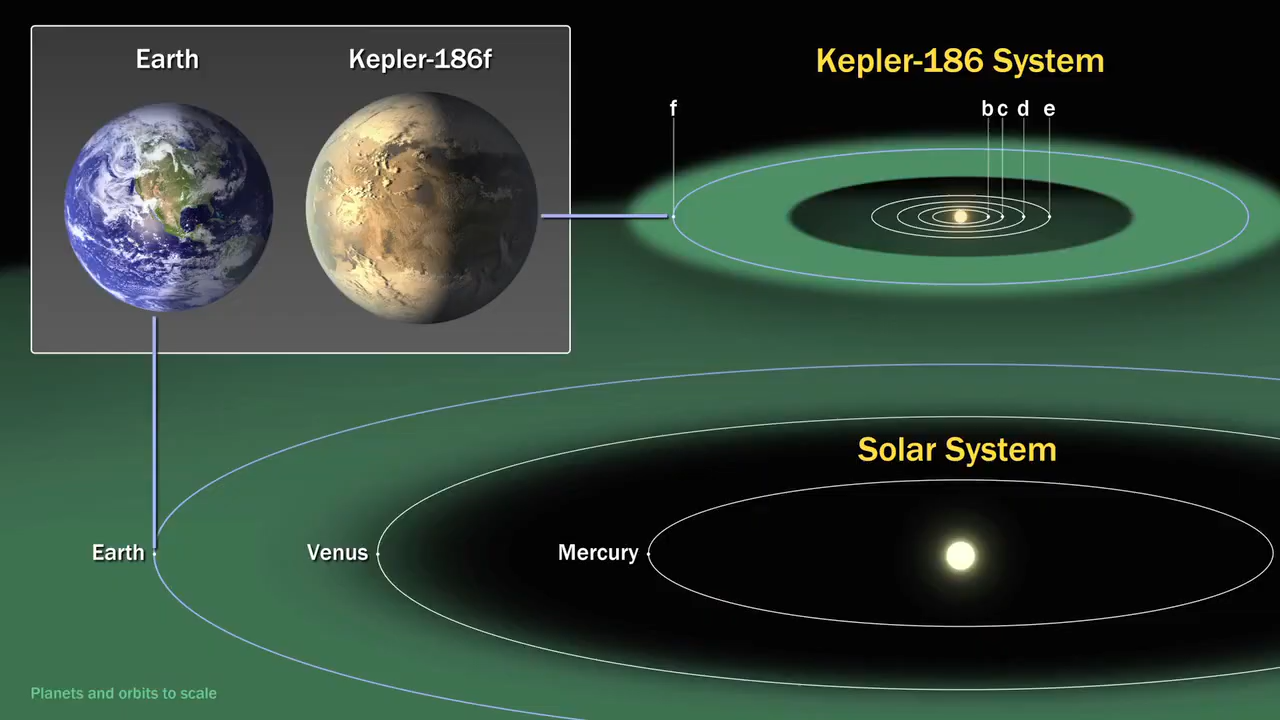 Earth
Kepler-186f
Kepler-186 System
f
b c d e
Solar System
Earth
Venus
Mercury
Planets and orbits to scale